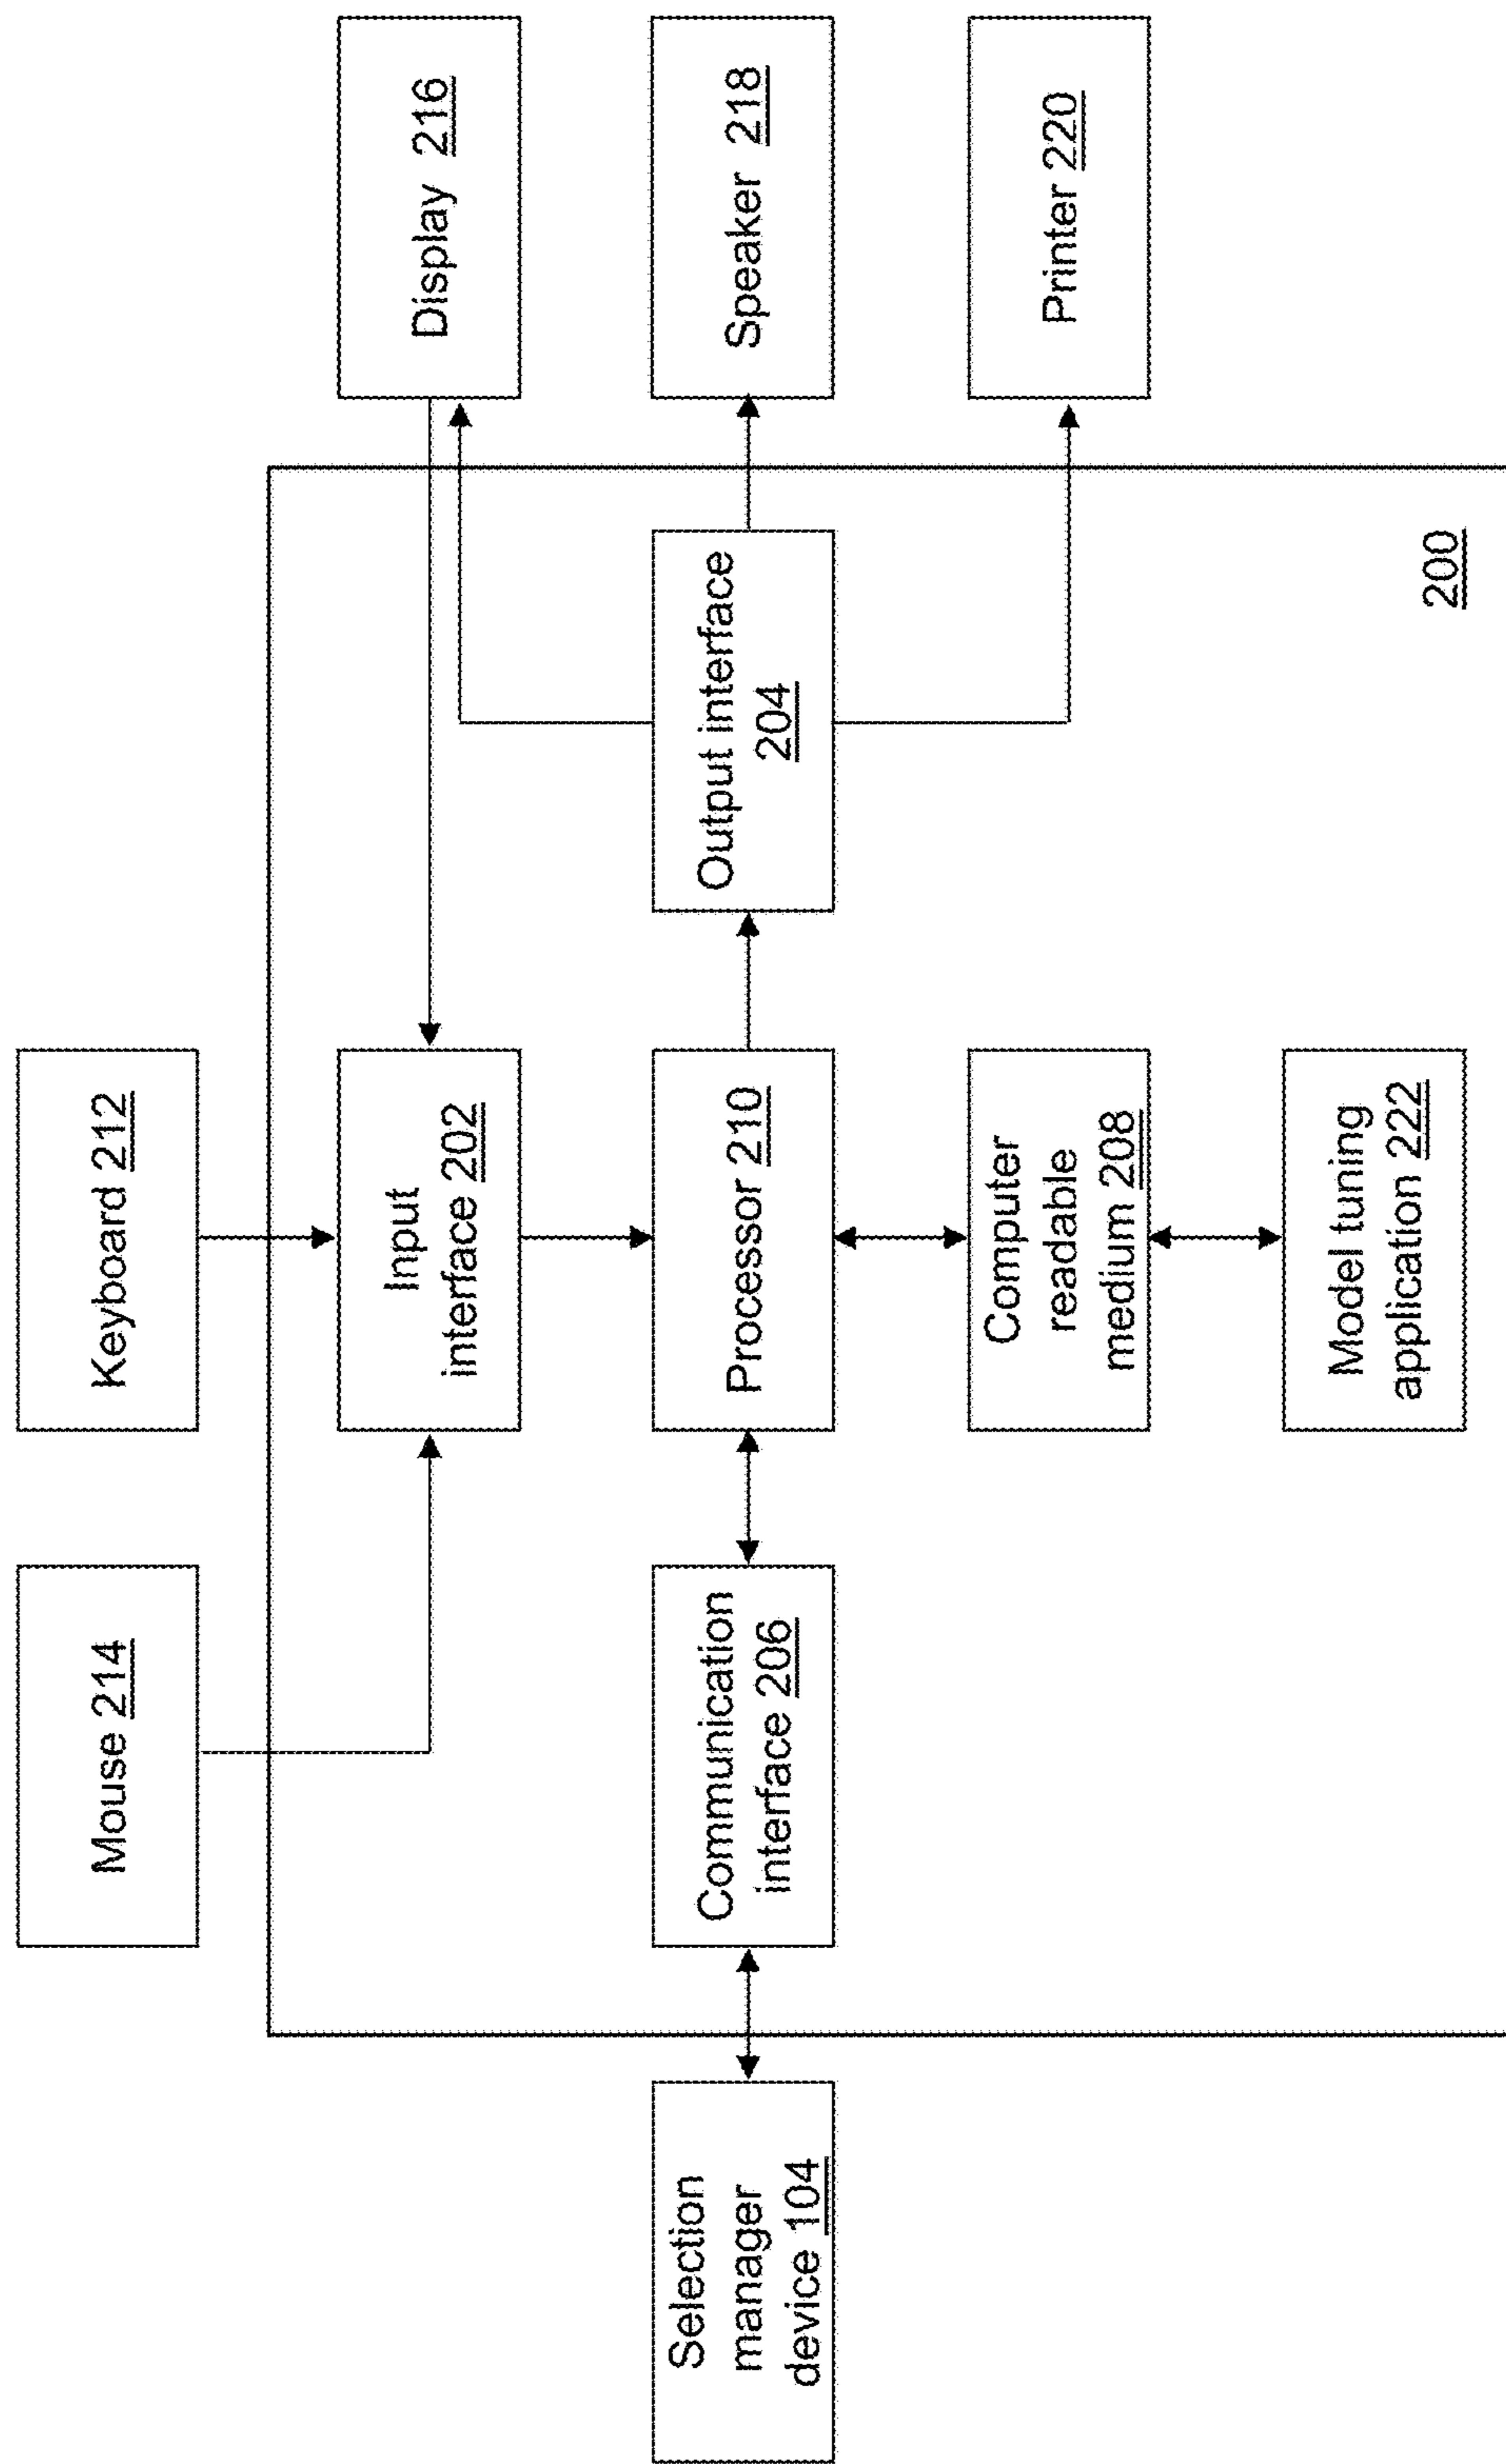 Mouse 214
Keyboard 212
Input
interface 202
Display 216
Selection
manager
device 104
Communication
interface 206
Processor 210
Output interface
204
Speaker 218
Computer
readable
medium 208
Printer 220
Model tuning
application 222
200